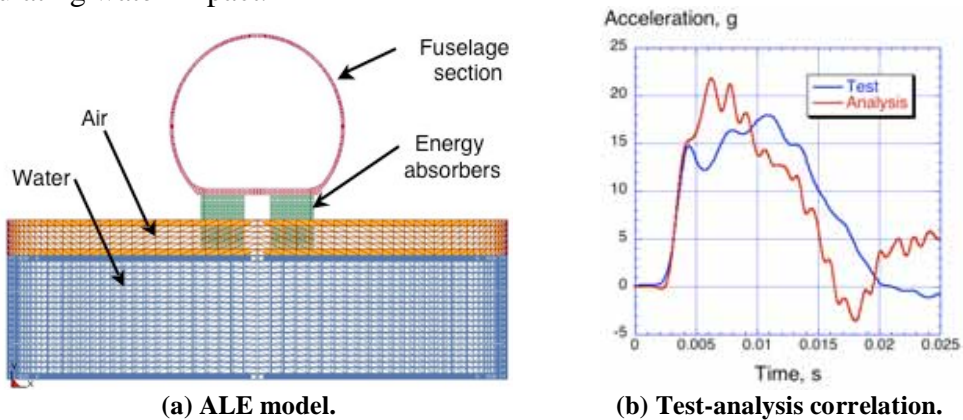 Acceleration, g
Fuselage
section
Air
Energy
absorbers
Water
25
20
15
10
5
0
-5
Test
Analysis
0 0.005 0.01 0.015 0.02 0.025
Time, s
Y
X
(a) ALE model.
(b) Test-analysis correlation.